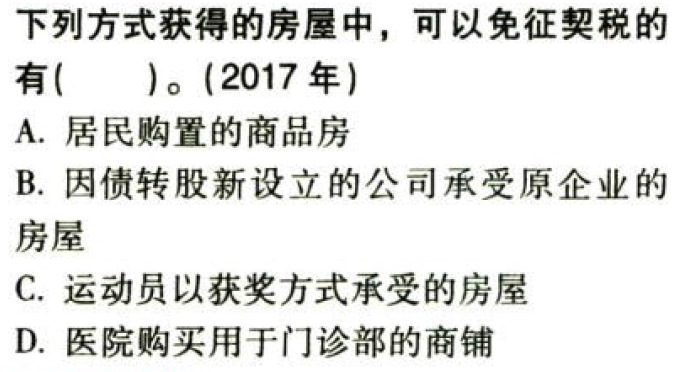 下列方式获得的房屋中，可以免征契税的
有(　　)。(2017 年)
A. 居民购置的商品房
B. 因债转股新设立的公司承受原企业的
房屋
C. 运动员以获奖方式承受的房屋
D. 医院购买用于门诊部的商铺